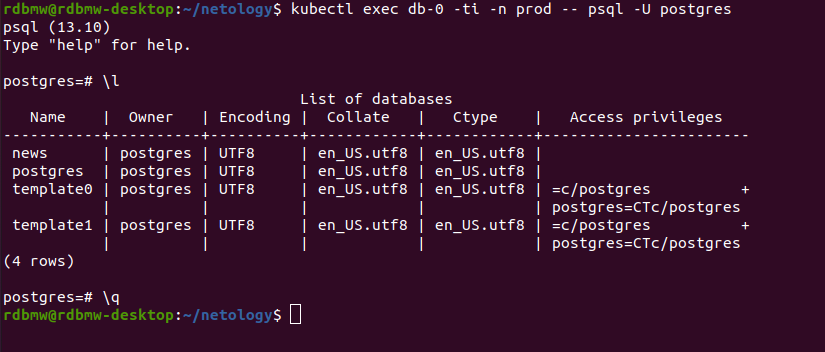 rdbmw@rdbmw-desktop:~/netology$ kubectl exec db-0 -ti -n prod -- psql -U postgres
psql (13.10)
Type "help" for help.

postgres=# \l
                                 List of databases
   Name    |  Owner   | Encoding |  Collate   |   Ctype    |   Access privileges
-----------+----------+----------+------------+------------+-----------------------
 news      | postgres | UTF8     | en_US.utf8 | en_US.utf8 |
 postgres  | postgres | UTF8     | en_US.utf8 | en_US.utf8 |
 template0 | postgres | UTF8     | en_US.utf8 | en_US.utf8 | =c/postgres          +
           |          |          |            |            | postgres=CTc/postgres
 template1 | postgres | UTF8     | en_US.utf8 | en_US.utf8 | =c/postgres          +
           |          |          |            |            | postgres=CTc/postgres
(4 rows)

postgres=# \q
rdbmw@rdbmw-desktop:~/netology$